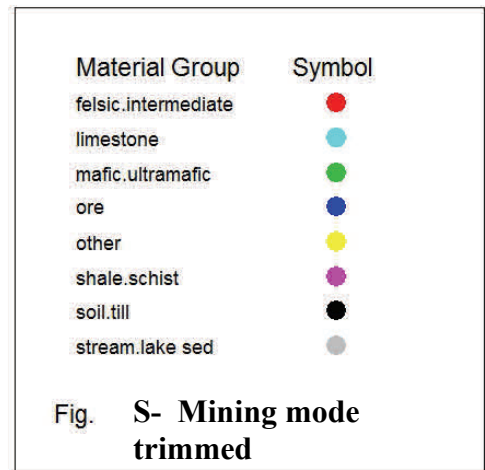 Material Group Symbol
felsic.intermediate
limestone
mafic.ultramafic
ore
other
shale.schist
soil.till
stream.lake sed
Fig. S- Mining mode
trimmed